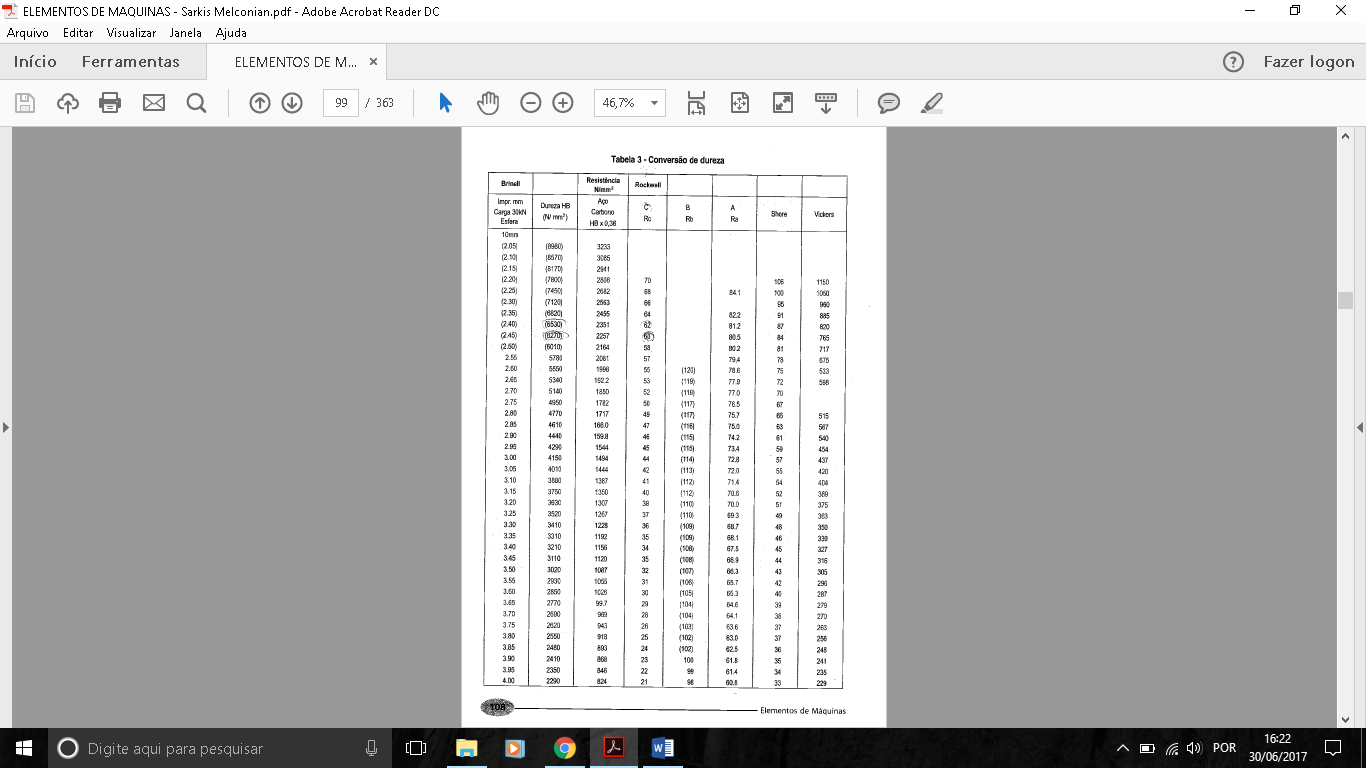 ELEMENTOS DE MAQUINAS - Sarkis Melconian.pdf - Adobe Acrobat Reader DC
Arquivo Editar Visualizar Janela Ajuda
Início Ferramentas ELEMENTOS DE M... × ? Fazer logon
99 / 363 46,7%
Tabela 3 - Conversão de dureza
Brinell Resistência Rockwell
N/mm²
Impr. mm Dureza HB Aço C B A Shore Vickers
Carga 30kN (N/ mm²) Carbono Rc Rb Ra
Esfera HB x 0,36
10mm
(2.05) (8980) 3233
(2.10) (8570) 3085
(2.15) (8170) 2941
(2.20) (7800) 2808 70 106 1150
(2.25) (7450) 2682 68 84.1 100 1050
(2.30) (7120) 2563 66 95 960
(2.35) (6820) 2455 64 82.2 91 885
(2.40) (6530) 2351 62 81.2 87 820
(2.45) (6270) 2257 60 80.5 84 765
(2.50) (6010) 2164 58 80.2 81 717
2.55 5780 2081 57 79.4 78 675
2.60 5550 1998 55 (120) 78.6 75 533
2.65 5340 192.2 53 (119) 77.9 72 598
2.70 5140 1850 52 (119) 77.0 70
2.75 4950 1782 50 (117) 76.5 67
2.80 4770 1717 49 (117) 75.7 65 515
2.85 4610 166.0 47 (116) 75.0 63 567
2.90 4440 159.8 46 (115) 74.2 61 540
2.95 4290 1544 45 (115) 73.4 59 454
3.00 4150 1494 44 (114) 72.8 57 437
3.05 4010 1444 42 (113) 72.0 55 420
3.10 3880 1387 41 (112) 71.4 54 404
3.15 3750 1350 40 (112) 70.6 52 389
3.20 3630 1307 38 (110) 70.0 51 375
3.25 3520 1267 37 (110) 69.3 49 363
3.30 3410 1228 36 (109) 68.7 48 350
3.35 3310 1192 35 (109) 68.1 46 339
3.40 3210 1156 34 (108) 67.5 45 327
3.45 3110 1120 35 (108) 66.9 44 316
3.50 3020 1087 32 (107) 66.3 43 305
3.55 2930 1055 31 (106) 65.7 42 296
3.60 2850 1026 30 (105) 65.3 40 287
3.65 2770 99.7 29 (104) 64.6 39 279
3.70 2690 969 28 (104) 64.1 38 270
3.75 2620 943 26 (103) 63.6 37 263
3.80 2550 918 25 (102) 63.0 37 256
3.85 2480 893 24 (102) 62.5 36 248
3.90 2410 868 23 100 61.8 35 241
3.95 2350 846 22 99 61.4 34 235
4.00 2290 824 21 98 60.8 33 229
108 Elementos de Máquinas
Digite aqui para pesquisar
POR 16:22
30/06/2017